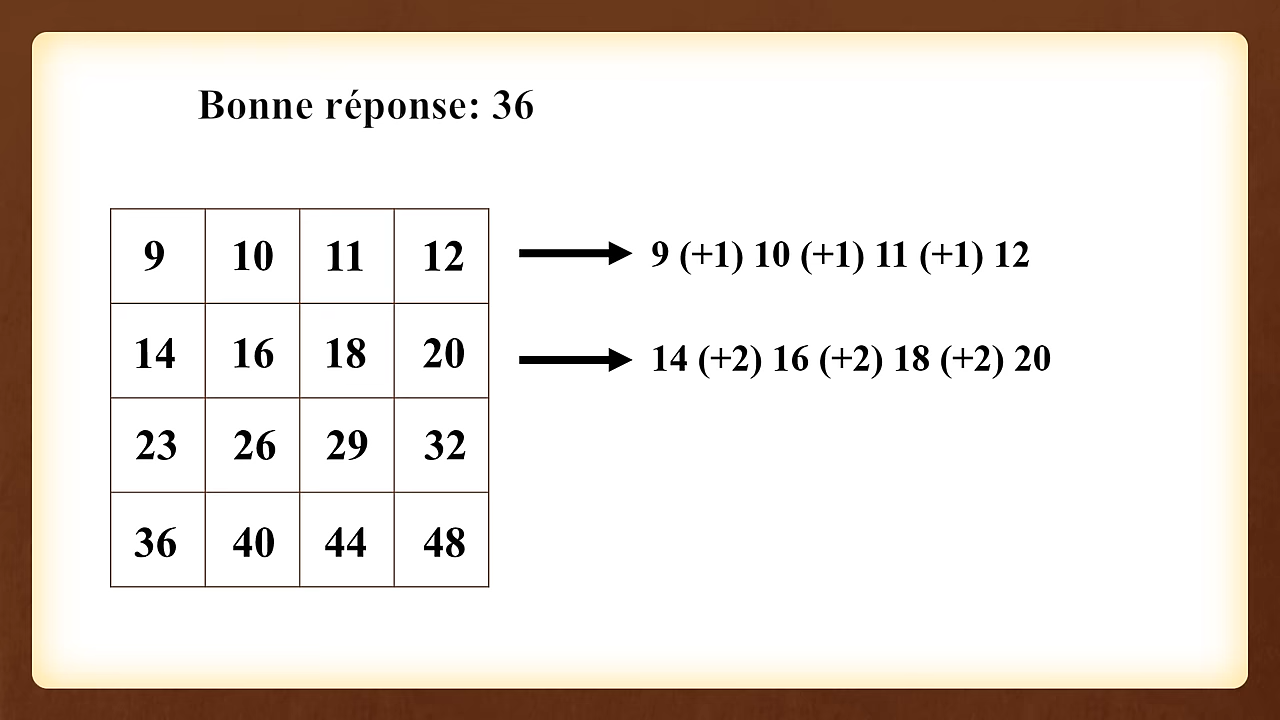 Bonne réponse: 36
9 10 11 12
9 (+1) 10 (+1) 11 (+1) 12
14 16 18 20
14 (+2) 16 (+2) 18 (+2) 20
23 26 29 32
36 40 44 48